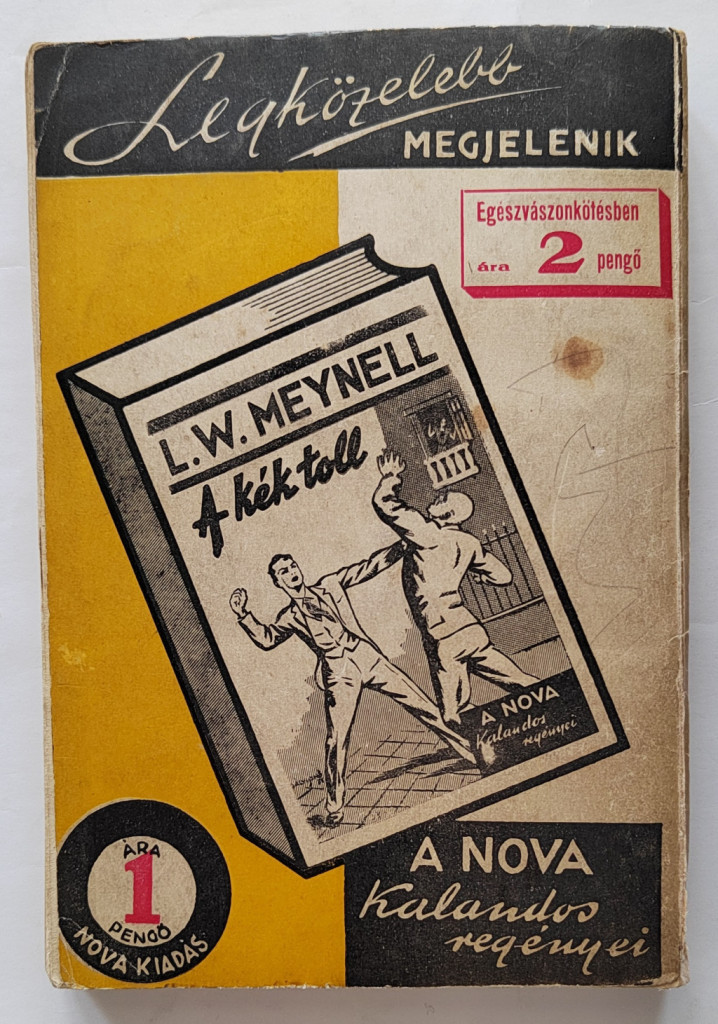 Legközelebb
MEGJELENIK
Egészvászonkötésben
ára 2 pengő
L. W. MEYNELL
A kék toll
A NOVA
Kalandos
regényei
ÁRA
1
PENGŐ
NOVA KIADÁS
A NOVA
Kalandos
regényei